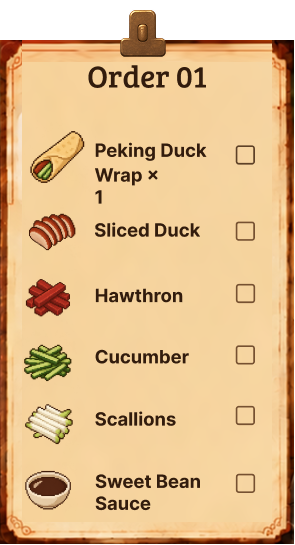 Order 01
Peking Duck
Wrap ×
1
Sliced Duck
Hawthron
Cucumber
Scallions
Sweet Bean
Sauce